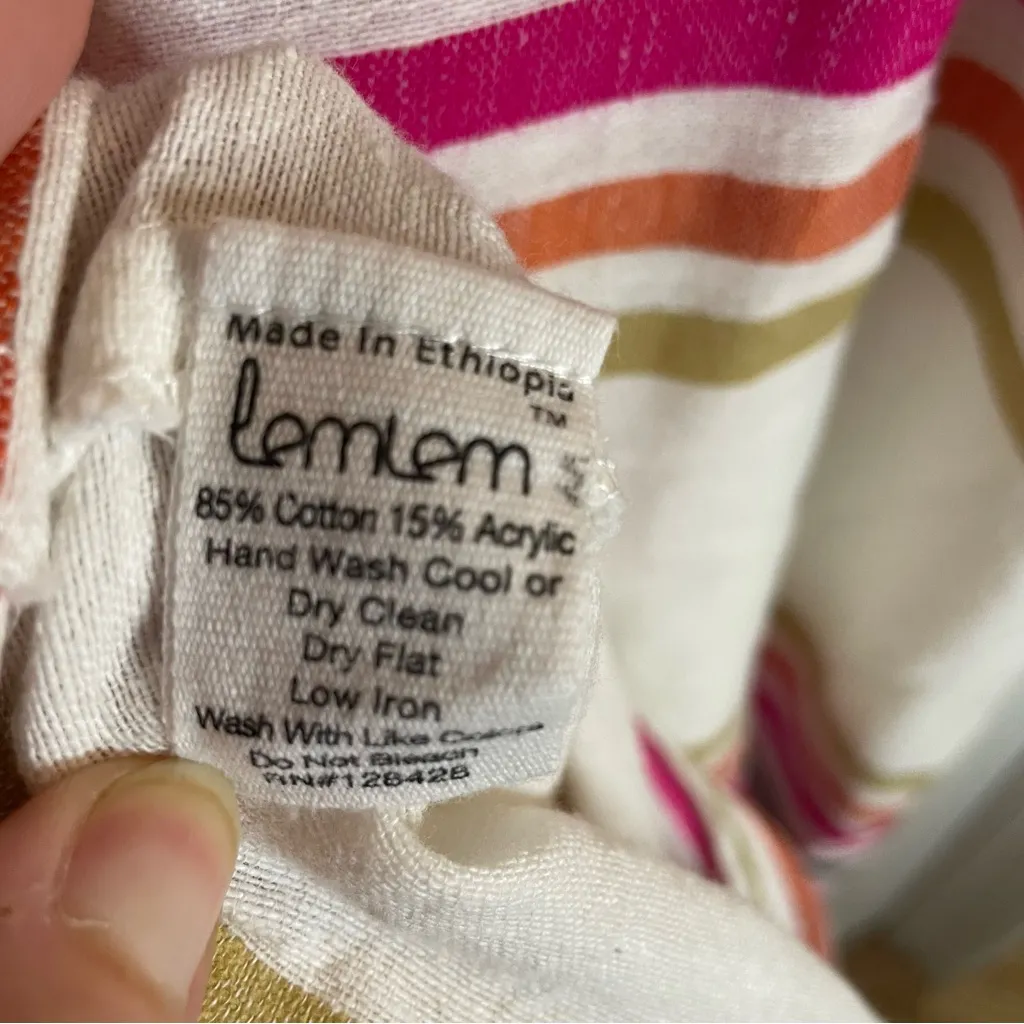 Made In Ethiopia
lemlem
TM
85% Cotton 15% Acrylic
Hand Wash Cool or
Dry Clean
Dry Flat
Low Iron
Wash With Like Colors
Do Not Bleach
RN#128428